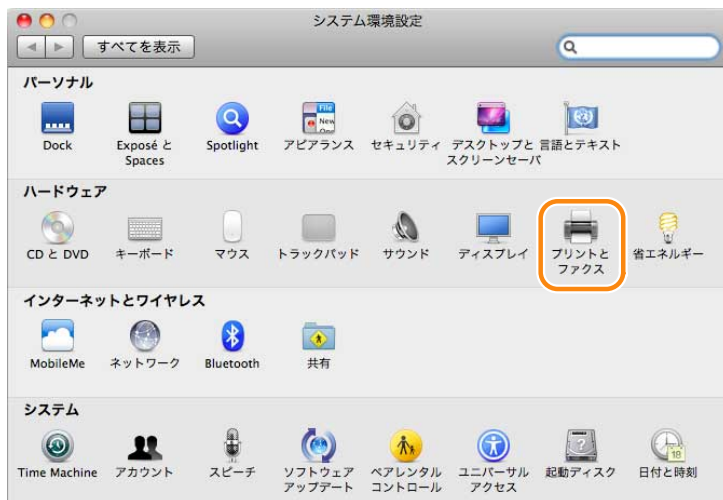 システム環境設定
すべてを表示
パーソナル
Dock
Exposé と
Spaces
Spotlight
アピアランス
セキュリティ
デスクトップと
スクリーンセーバ
言語とテキスト
ハードウェア
CD と DVD
キーボード
マウス
トラックパッド
サウンド
ディスプレイ
プリントと
ファクス
省エネルギー
インターネットとワイヤレス
MobileMe
ネットワーク
Bluetooth
共有
システム
Time Machine
アカウント
スピーチ
ソフトウェア
アップデート
ペアレンタル
コントロール
ユニバーサル
アクセス
起動ディスク
日付と時刻
File
New
18